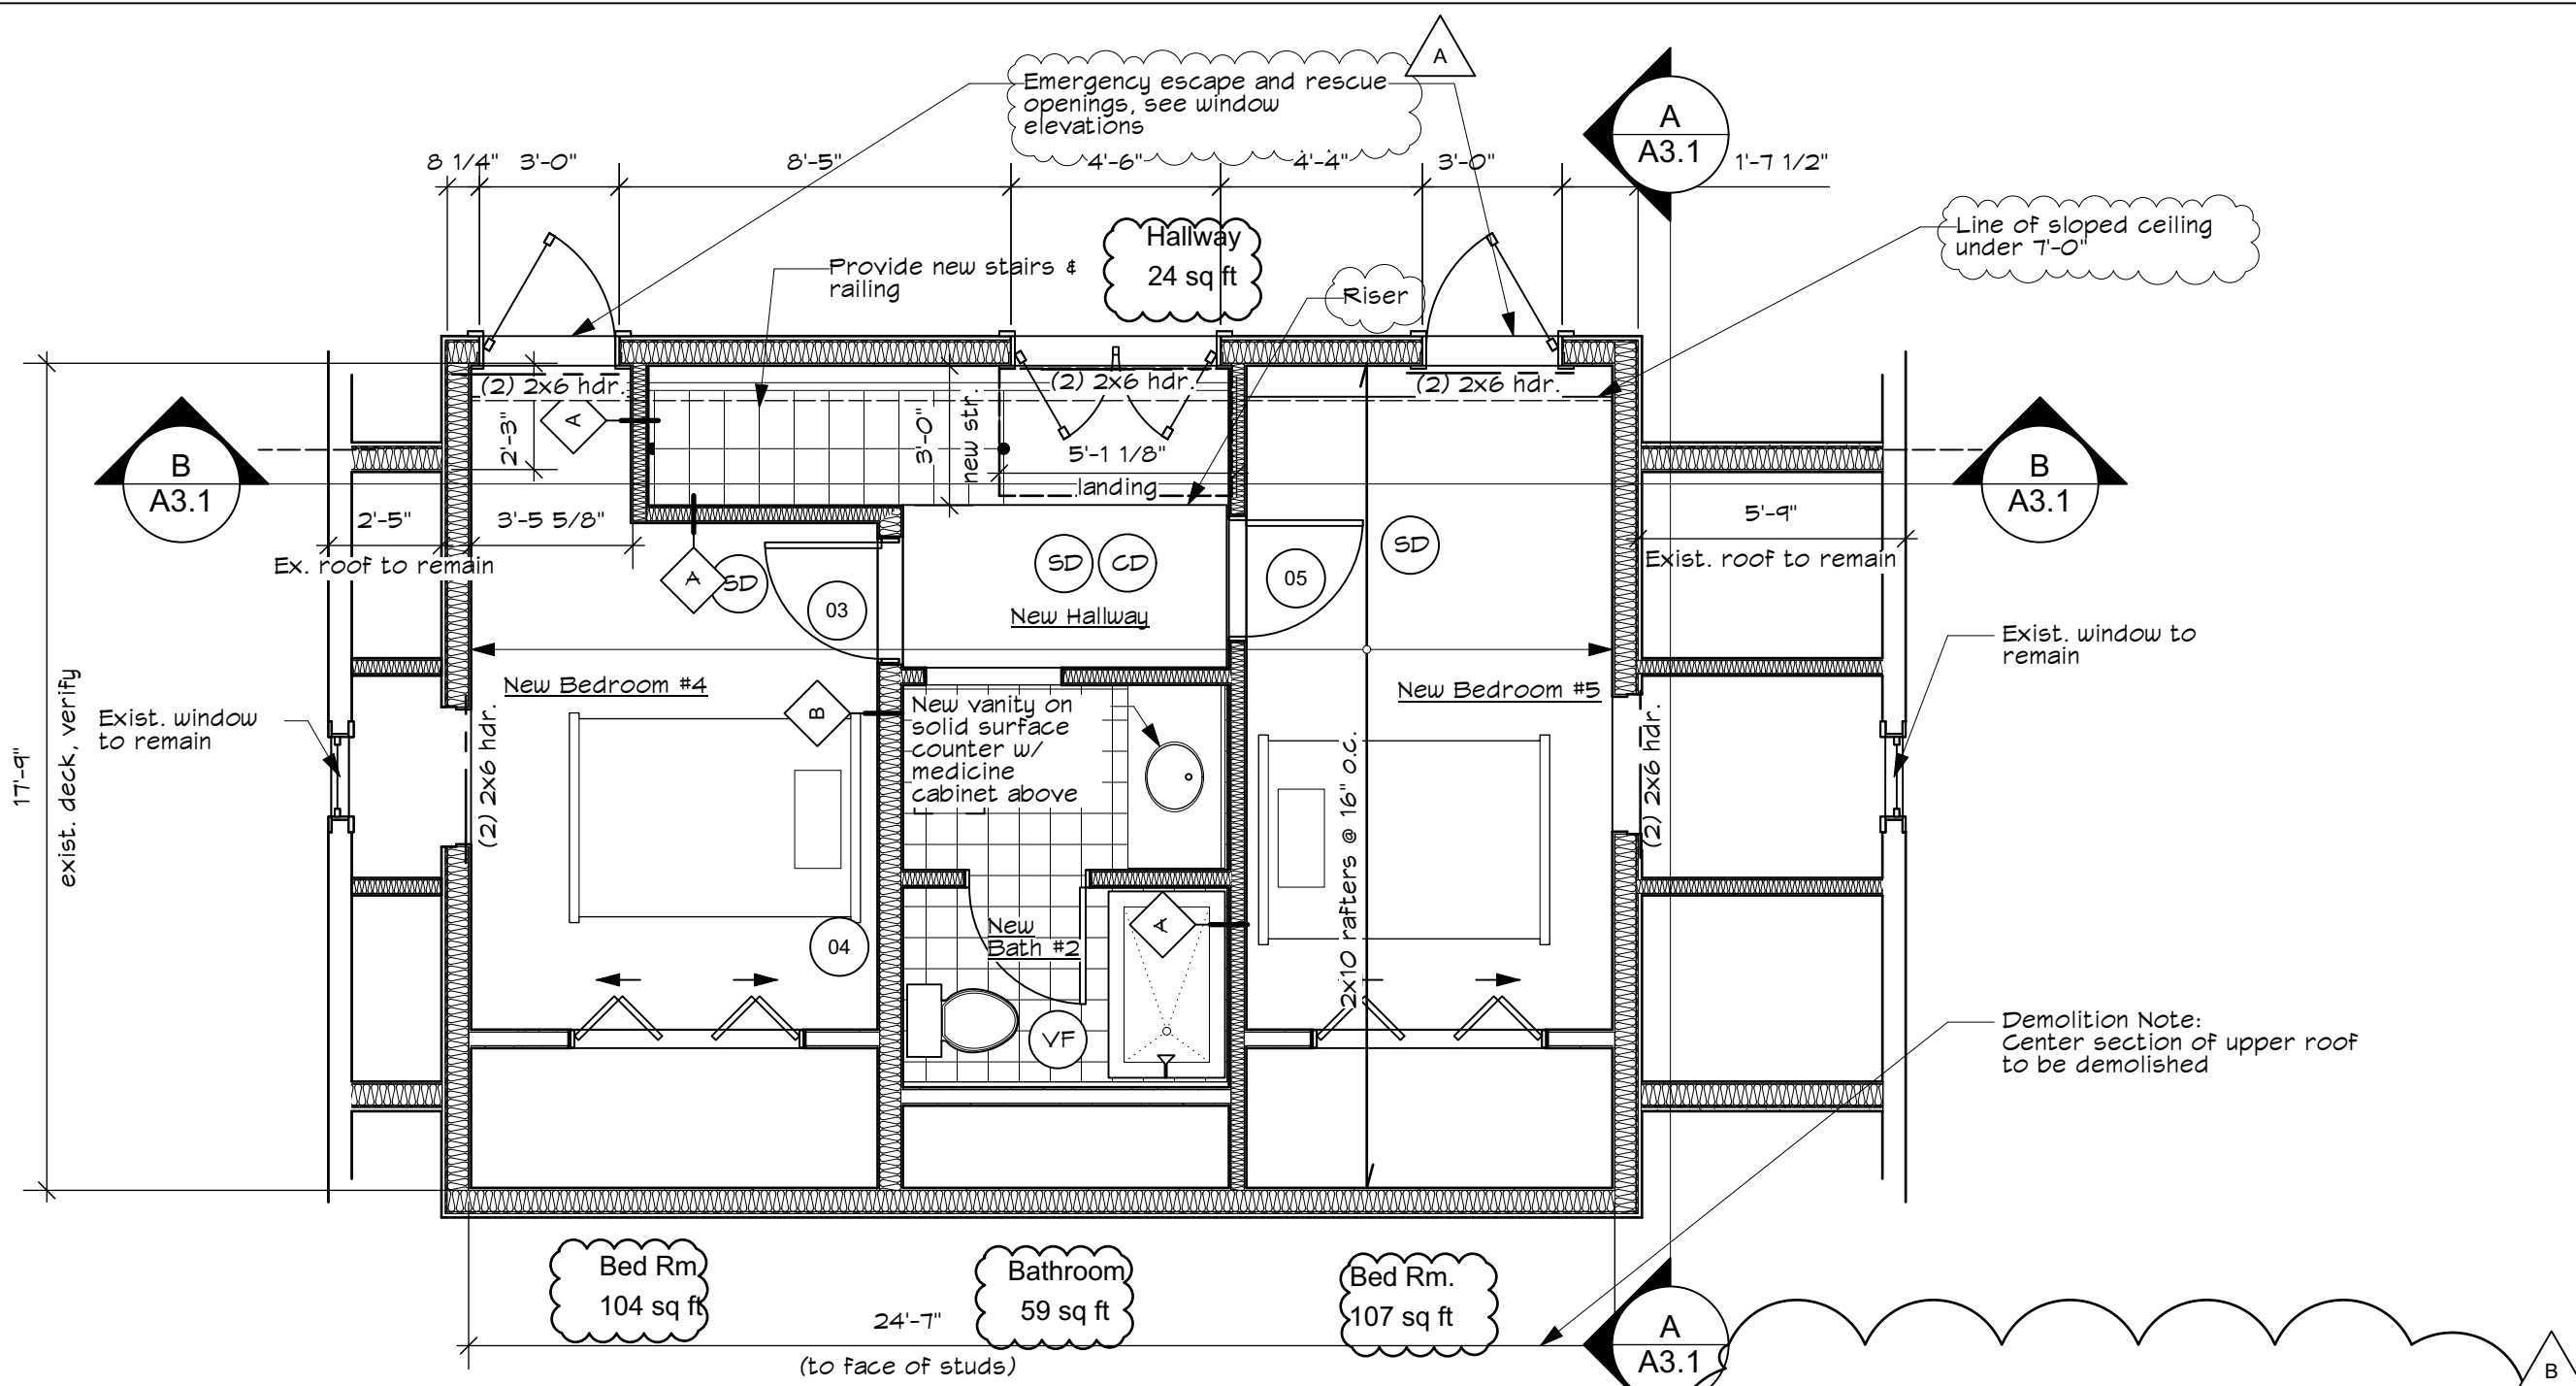 A
Emergency escape and rescue
openings, see window
elevations
A
A3.1
8 1/4"
3'-0"
8'-5"
4'-6"
4'-4"
3'-0"
1'-7 1/2"
Line of sloped ceiling
under 7'-0"
Hallway
24 sq ft
Provide new stairs &
railing
Riser
(2) 2x6 hdr.
(2) 2x6 hdr.
(2) 2x6 hdr.
A
2'-3"
3'-0"
new str.
5'-1 1/8"
landing
B
A3.1
B
A3.1
2'-5"
3'-5 5/8"
Ex. roof to remain
5'-9"
Exist. roof to remain
A
SD
03
SD
CD
05
SD
New Hallway
Exist. window to
remain
New Bedroom #4
New Bedroom #5
Exist. window
to remain
17'-9"
exist. deck, verify
(2) 2x6 hdr.
B
New vanity on
solid surface
counter w/
medicine
cabinet above
2x10 rafters @ 16" o.c.
(2) 2x6 hdr.
04
New
Bath #2
A
VF
Demolition Note:
Center section of upper roof
to be demolished
Bed Rm.
104 sq ft
Bathroom
59 sq ft
Bed Rm.
107 sq ft
24'-7"
(to face of studs)
A
A3.1
B